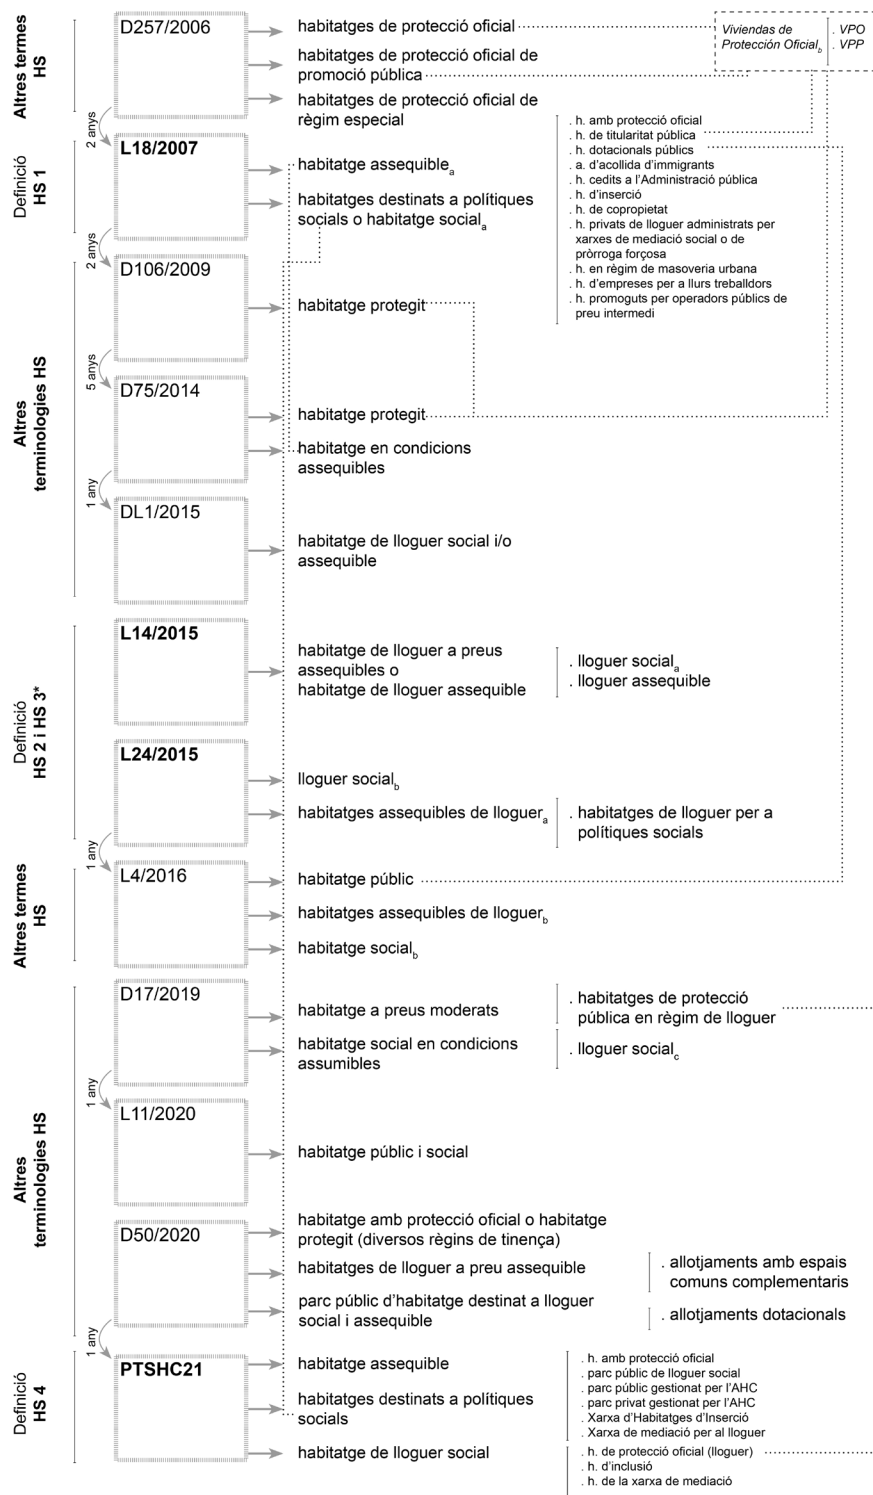 Altres termes
HS
D257/2006
habitatges de protecció oficial
habitatges de protecció oficial de
promoció pública
habitatges de protecció oficial de
règim especial
Viviendas de
Protección Oficial b
. VPO
. VPP
2 anys
Definició
HS 1
L18/2007
habitatge assequible a
habitatges destinats a polítiques
socials o habitatge social a
. h. amb protecció oficial
. h. de titularitat pública
. h. dotacionals públics
. a. d'acollida d'immigrants
. h. cedits a l'Administració pública
. h. d'inserció
. h. de copropietat
. h. privats de lloguer administrats per
xarxes de mediació social o de
pròrroga forçosa
. h. en règim de masoveria urbana
. h. d'empreses per a llurs treballdors
. h. promoguts per operadors públics de
preu intermedi
2 anys
Altres
terminologies HS
D106/2009
habitatge protegit
5 anys
D75/2014
habitatge protegit
habitatge en condicions
assequibles
1 any
DL1/2015
habitatge de lloguer social i/o
assequible
Definició
HS 2 i HS 3*
L14/2015
habitatge de lloguer a preus
assequibles o
habitatge de lloguer assequible
. lloguer social a
. lloguer assequible
L24/2015
lloguer social b
habitatges assequibles de lloguer a
. habitatges de lloguer per a
polítiques socials
1 any
Altres termes
HS
L4/2016
habitatge públic
habitatges assequibles de lloguer b
habitatge social b
Altres
terminologies HS
D17/2019
habitatge a preus moderats
. habitatges de protecció
pública en règim de lloguer
habitatge social en condicions
assumibles
. lloguer social c
1 any
L11/2020
habitatge públic i social
D50/2020
habitatge amb protecció oficial o habitatge
protegit (diversos règins de tinença)
habitatges de lloguer a preu assequible
. allotjaments amb espais
comuns complementaris
parc públic d'habitatge destinat a lloguer
social i assequible
. allotjaments dotacionals
1 any
Definició
HS 4
PTSHC21
habitatge assequible
habitatges destinats a polítiques
socials
. h. amb protecció oficial
. parc públic de lloguer social
. parc públic gestionat per l'AHC
. parc privat gestionat per l'AHC
. Xarxa d'Habitatges d'Inserció
. Xarxa de mediació per al lloguer
habitatge de lloguer social
. h. de protecció oficial (lloguer)
. h. d'inclusió
. h. de la xarxa de mediació